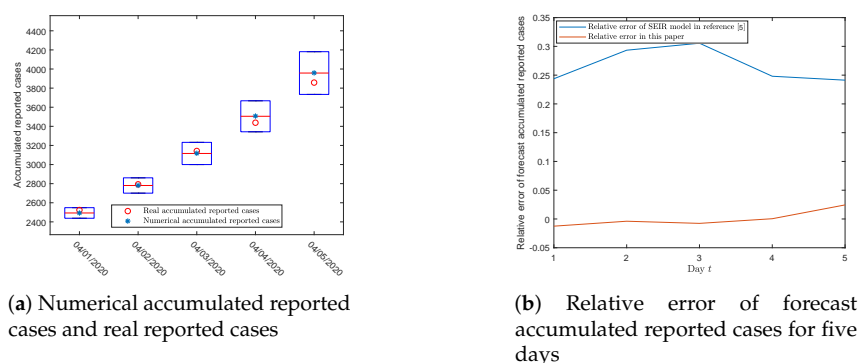 4400
4200
4000
3800
3600
3400
3200
3000
2800
2600
2400
Accumulated reported cases
Real accumulated reported cases
Numerical accumulated reported cases
04/01/2020
04/02/2020
04/03/2020
04/04/2020
04/05/2020
(a) Numerical accumulated reported
cases and real reported cases
0.35
0.3
0.25
0.2
0.15
0.1
0.05
0
-0.05
Relative error of forecast accumulated reported cases
Relative error of SEIR model in reference [5]
Relative error in this paper
1
2
3
4
5
Day t
(b) Relative error of forecast
accumulated reported cases for five
days